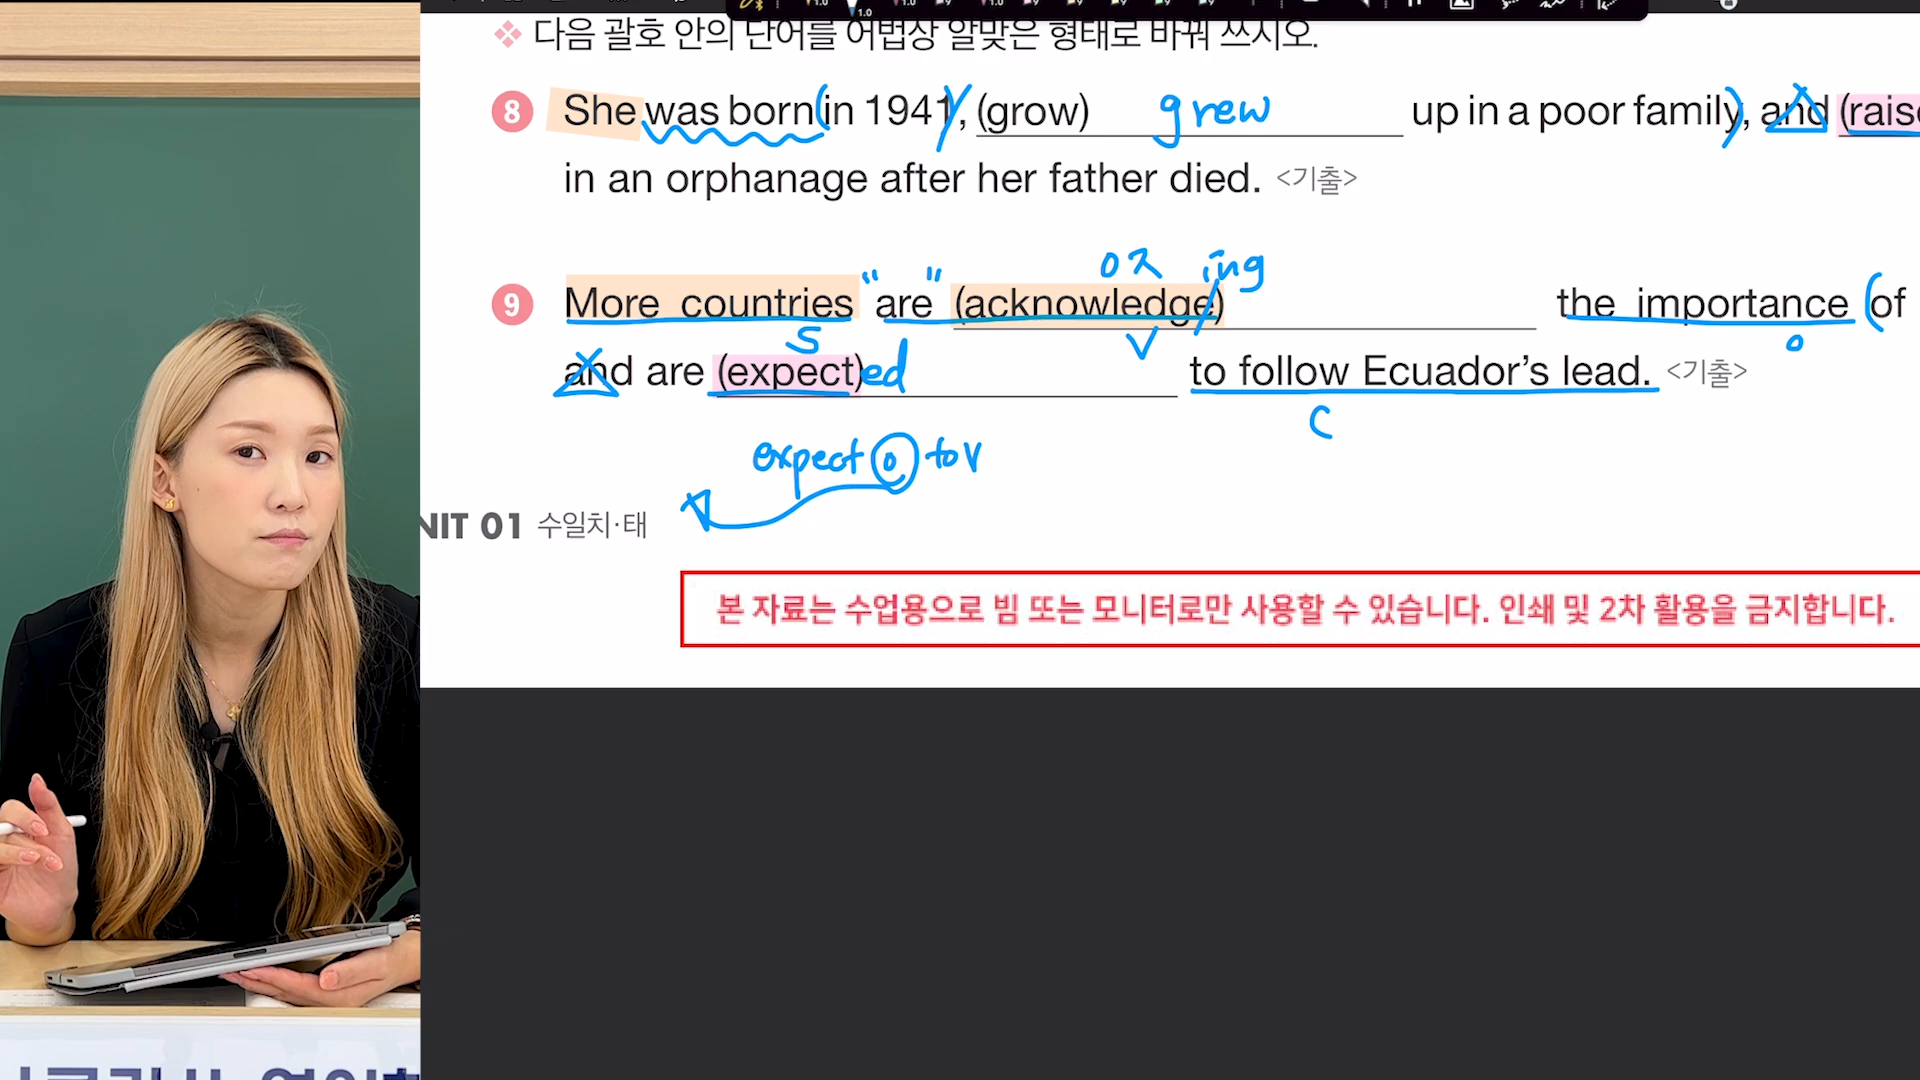 다음 괄호 안의 단어를 어법상 알맞은 형태로 바꿔 쓰시오.
8 She was born (in 1941, (grow) grew up in a poor family), and (raise
in an orphanage after her father died. <기출>
ox ing
9 More countries "are" (acknowledge) the importance (of
S V o
and are (expect)ed to follow Ecuador's lead. <기출>
C
expect o to v
NIT 01 수일치·태
본 자료는 수업용으로 빔 또는 모니터로만 사용할 수 있습니다. 인쇄 및 2차 활용을 금지합니다.